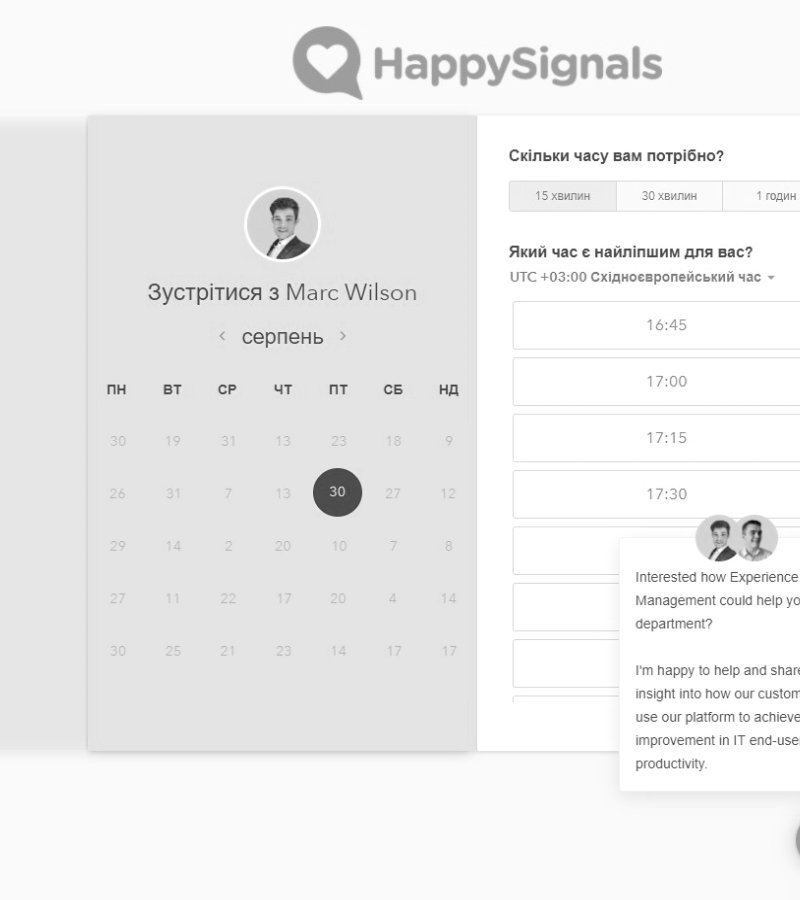 HappySignals
Зустрітися з Marc Wilson
серпень
ПН ВТ СР ЧТ ПТ СБ НД
30 19 31 13 23 18 9
26 31 7 13 30 27 12
29 14 2 20 10 7 8
27 11 22 17 20 4 14
30 25 21 23 14 17 17
Скільки часу вам потрібно?
15 хвилин 30 хвилин 1 годин
Який час є найліпшим для вас?
UTC +03:00 Східноєвропейський час
16:45
17:00
17:15
17:30
Interested how Experience
Management could help yo
department?
I'm happy to help and share
insight into how our custom
use our platform to achieve
improvement in IT end-use
productivity.